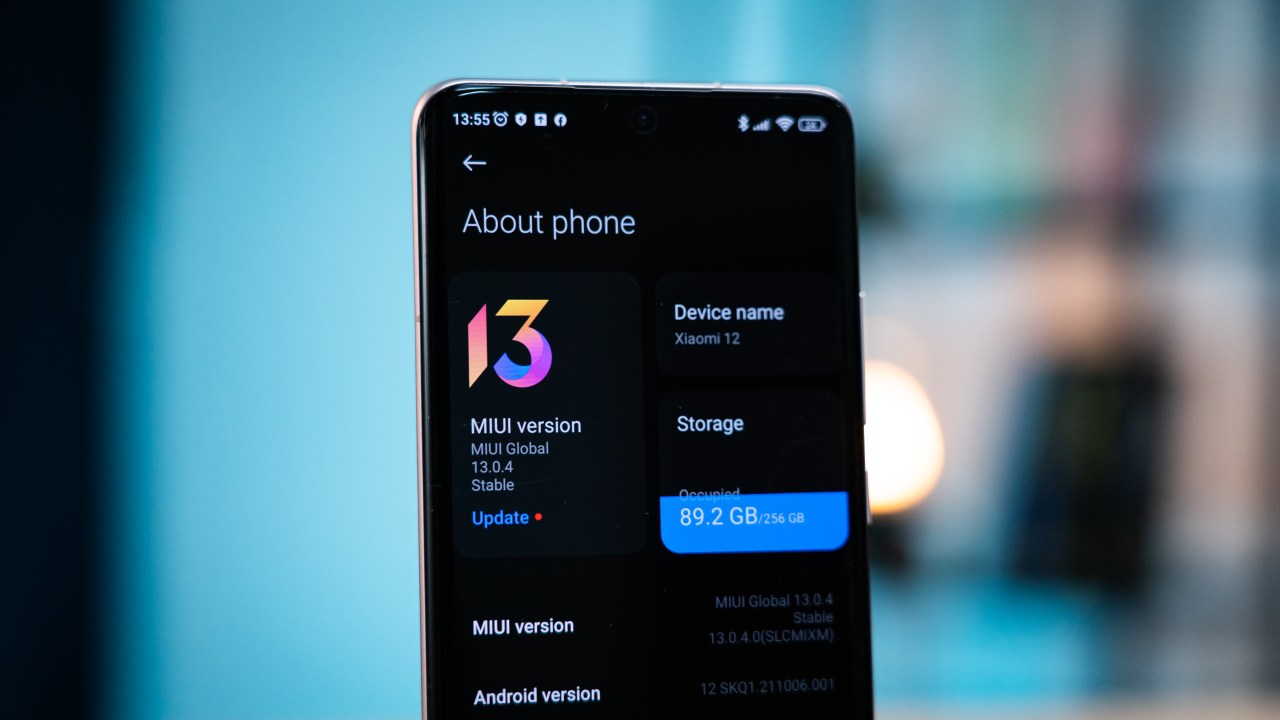 13:55
About phone
13
MIUI version
MIUI Global
13.0.4
Stable
Update
Device name
Xiaomi 12
Storage
Occupied
89.2 GB/256 GB
MIUI version
MIUI Global 13.0.4
Stable
13.0.4.0(SLCMIXM)
Android version
12 SKQ1.211006.001